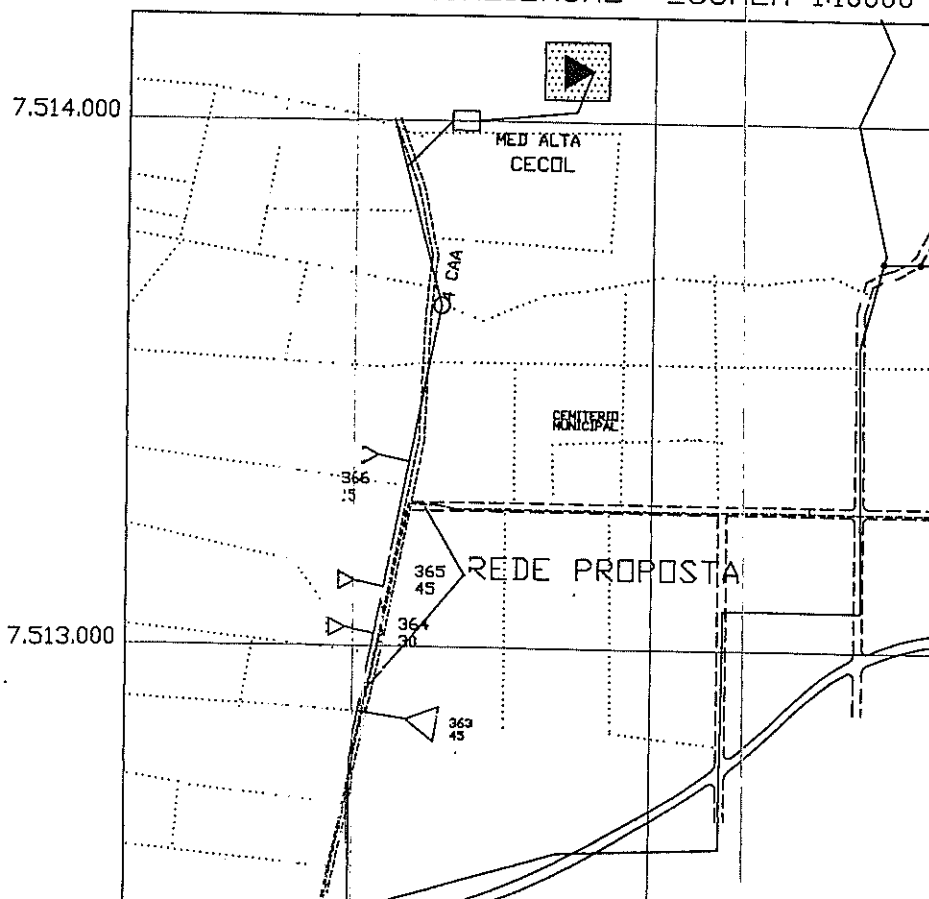 7.514.000
MED ALTA
CECOL
4 CAA
CEMITERIO
MUNICIPAL
366
365
45
REDE PROPOSTA
364
30
7.513.000
363
45